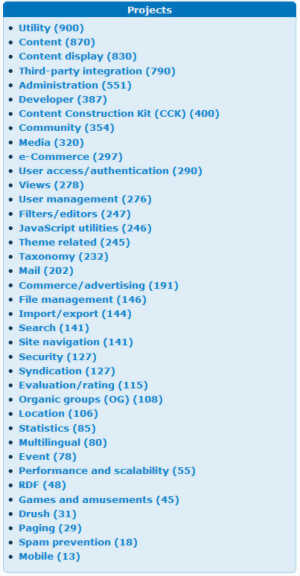 Projects
Utility (900)
Content (870)
Content display (830)
Third-party integration (790)
Administration (551)
Developer (387)
Content Construction Kit (CCK) (400)
Community (354)
Media (320)
e-Commerce (297)
User access/authentication (290)
Views (278)
User management (276)
Filters/editors (247)
JavaScript utilities (246)
Theme related (245)
Taxonomy (232)
Mail (202)
Commerce/advertising (191)
File management (146)
Import/export (144)
Search (141)
Site navigation (141)
Security (127)
Syndication (127)
Evaluation/rating (115)
Organic groups (OG) (108)
Location (106)
Statistics (85)
Multilingual (80)
Event (78)
Performance and scalability (55)
RDF (48)
Games and amusements (45)
Drush (31)
Paging (29)
Spam prevention (18)
Mobile (13)